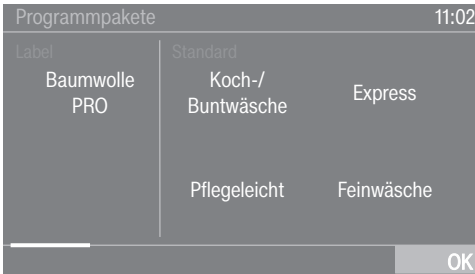 Programmpakete 11:02
Label
Standard
Baumwolle
PRO
Koch-/
Buntwäsche
Express
Pflegeleicht
Feinwäsche
OK